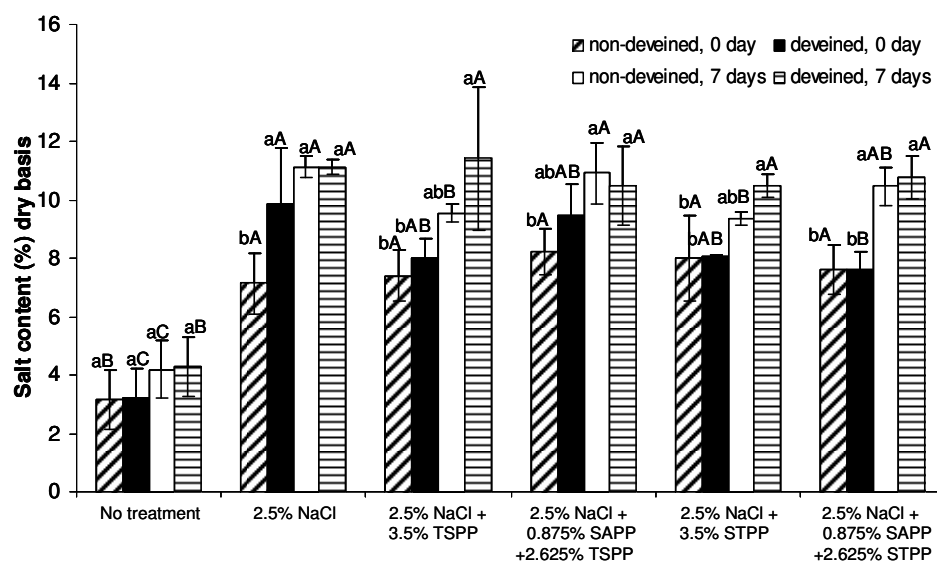 16
14
12
10
8
6
4
2
0
Salt content (%) dry basis
non-deveined, 0 day deveined, 0 day
non-deveined, 7 days deveined, 7 days
aB aC aC aB
bA aA aA aA
bA bAB abB aA
bA abAB aA aA
bA bAB abB aA
bA bB aAB aA
No treatment
2.5% NaCl
2.5% NaCl +
3.5% TSPP
2.5% NaCl +
0.875% SAPP
+2.625% TSPP
2.5% NaCl +
3.5% STPP
2.5% NaCl +
0.875% SAPP
+2.625% STPP